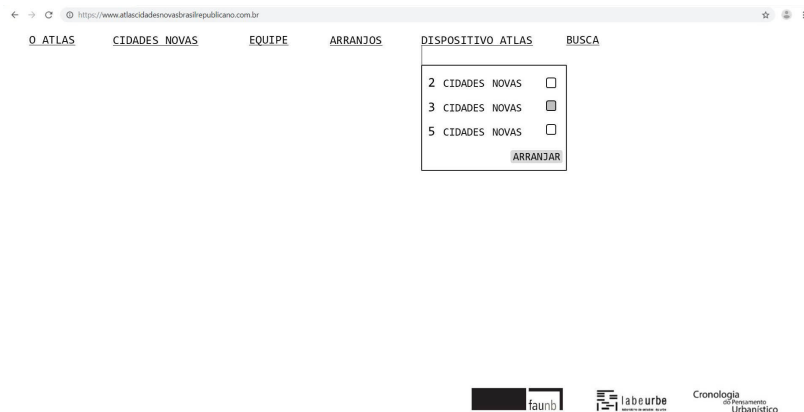 https://www.atlascidadesnovasbrasilrepublicano.com.br
O ATLAS CIDADES NOVAS EQUIPE ARRANJOS DISPOSITIVO ATLAS BUSCA
2 CIDADES NOVAS
3 CIDADES NOVAS
5 CIDADES NOVAS
ARRANJAR
faunb
labeurbe
Cronologia
do Pensamento
Urbanístico